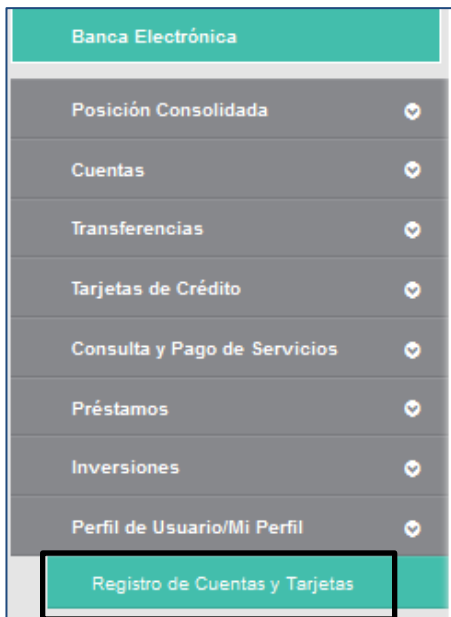 Banca Electrónica
Posición Consolidada
Cuentas
Transferencias
Tarjetas de Crédito
Consulta y Pago de Servicios
Préstamos
Inversiones
Perfil de Usuario/Mi Perfil
Registro de Cuentas y Tarjetas